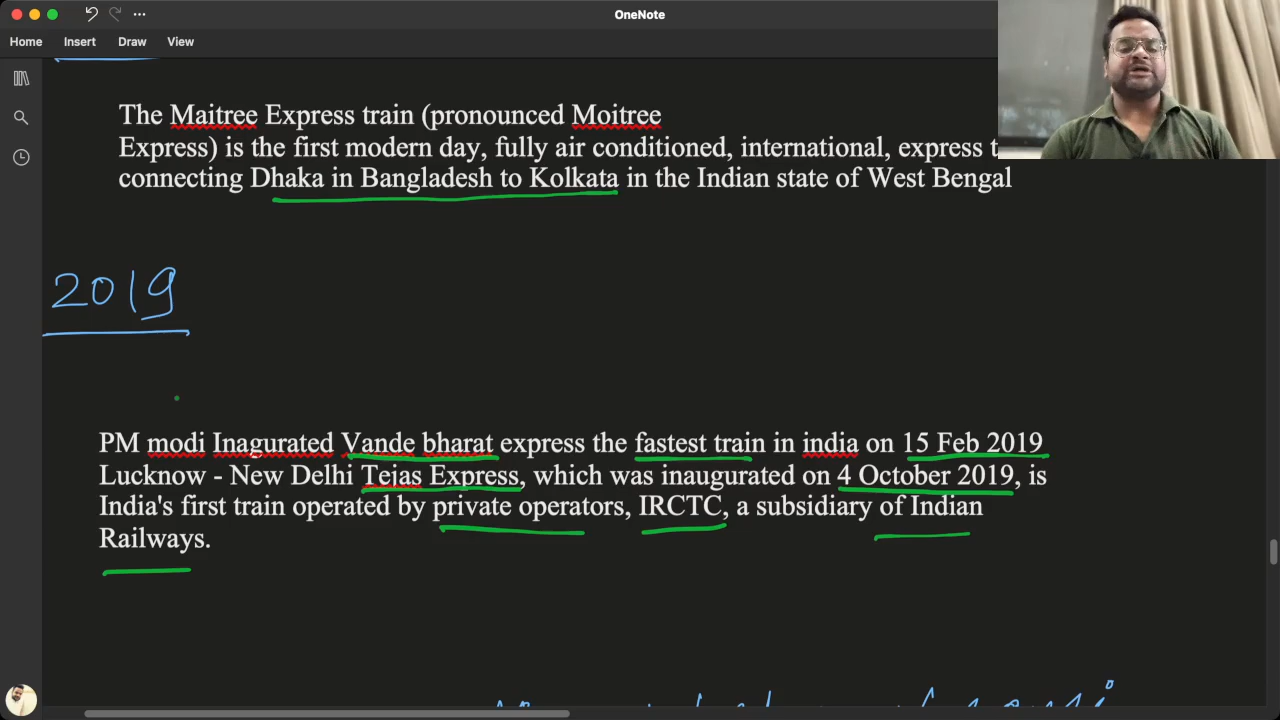 OneNote
Home Insert Draw View
The Maitree Express train (pronounced Moitree
Express) is the first modern day, fully air conditioned, international, express t
connecting Dhaka in Bangladesh to Kolkata in the Indian state of West Bengal
2019
PM modi Inagurated Vande bharat express the fastest train in india on 15 Feb 2019
Lucknow - New Delhi Tejas Express, which was inaugurated on 4 October 2019, is
India's first train operated by private operators, IRCTC, a subsidiary of Indian
Railways.